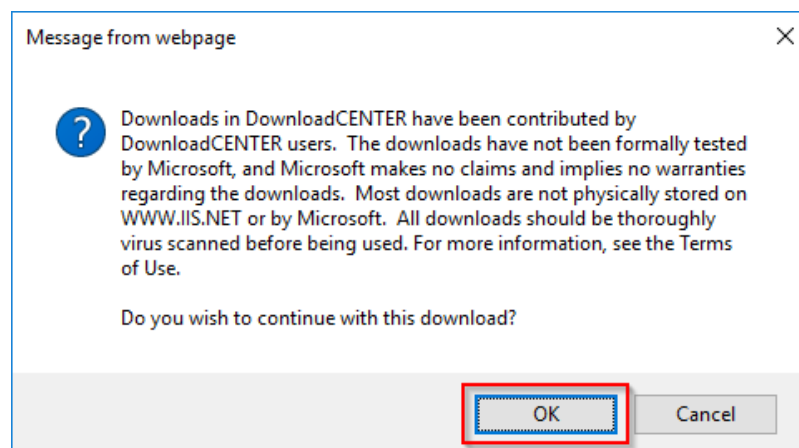 Message from webpage
Downloads in DownloadCENTER have been contributed by
DownloadCENTER users.  The downloads have not been formally tested
by Microsoft, and Microsoft makes no claims and implies no warranties
regarding the downloads.  Most downloads are not physically stored on
WWW.IIS.NET or by Microsoft.  All downloads should be thoroughly
virus scanned before being used. For more information, see the Terms
of Use.
Do you wish to continue with this download?
OK Cancel